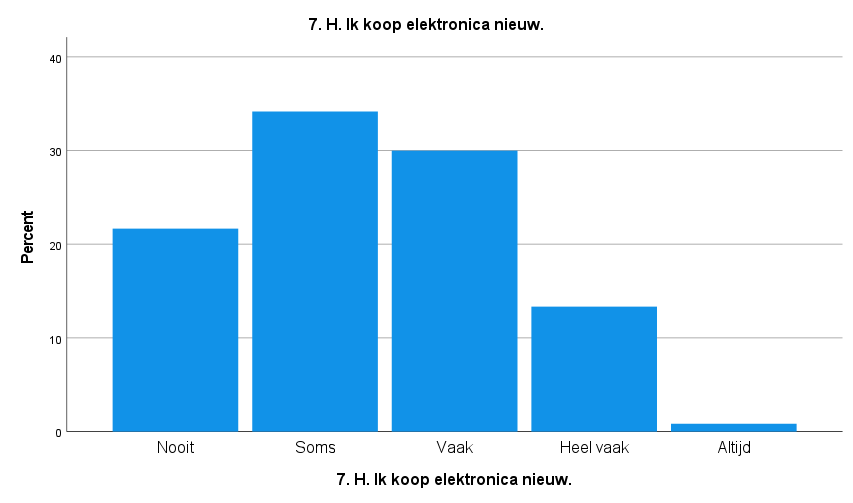 7. H. Ik koop elektronica nieuw.
40
30
20
10
0
Percent
Nooit
Soms
Vaak
Heel vaak
Altijd
7. H. Ik koop elektronica nieuw.